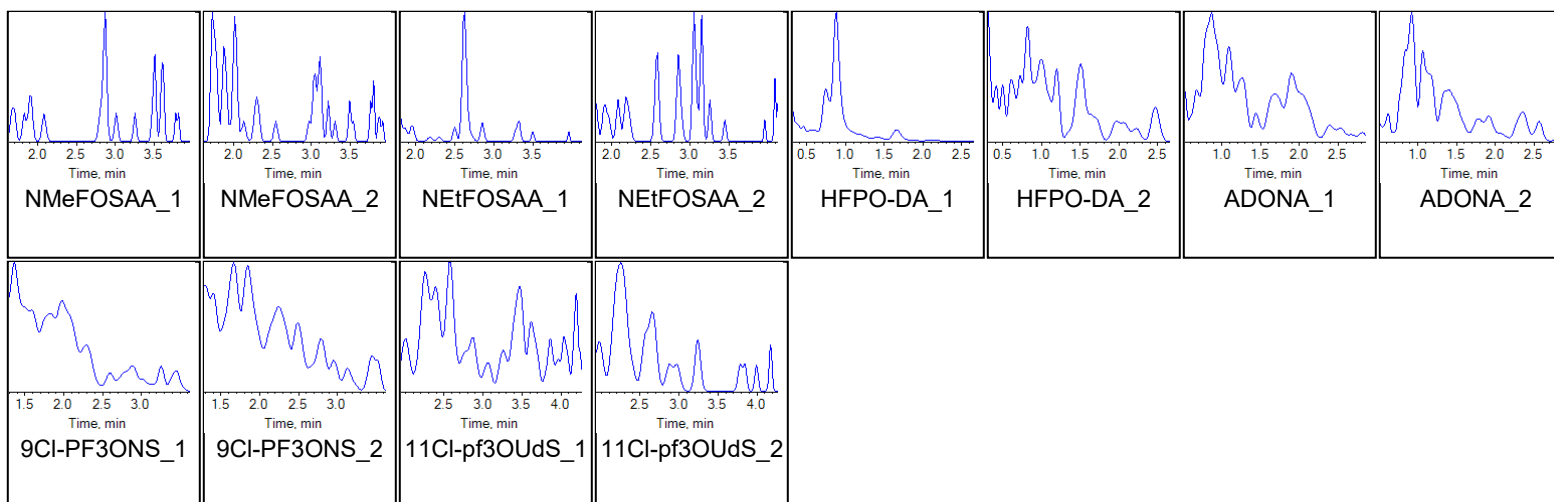 2.0 2.5 3.0 3.5
Time, min
NMeFOSAA_1
2.0 2.5 3.0 3.5
Time, min
NMeFOSAA_2
2.0 2.5 3.0 3.5
Time, min
NEtFOSAA_1
2.0 2.5 3.0 3.5
Time, min
NEtFOSAA_2
0.5 1.0 1.5 2.0 2.5
Time, min
HFPO-DA_1
0.5 1.0 1.5 2.0 2.5
Time, min
HFPO-DA_2
1.0 1.5 2.0 2.5
Time, min
ADONA_1
1.0 1.5 2.0 2.5
Time, min
ADONA_2
1.5 2.0 2.5 3.0
Time, min
9Cl-PF3ONS_1
1.5 2.0 2.5 3.0
Time, min
9Cl-PF3ONS_2
2.5 3.0 3.5 4.0
Time, min
11Cl-pf3OUdS_1
2.5 3.0 3.5 4.0
Time, min
11Cl-pf3OUdS_2